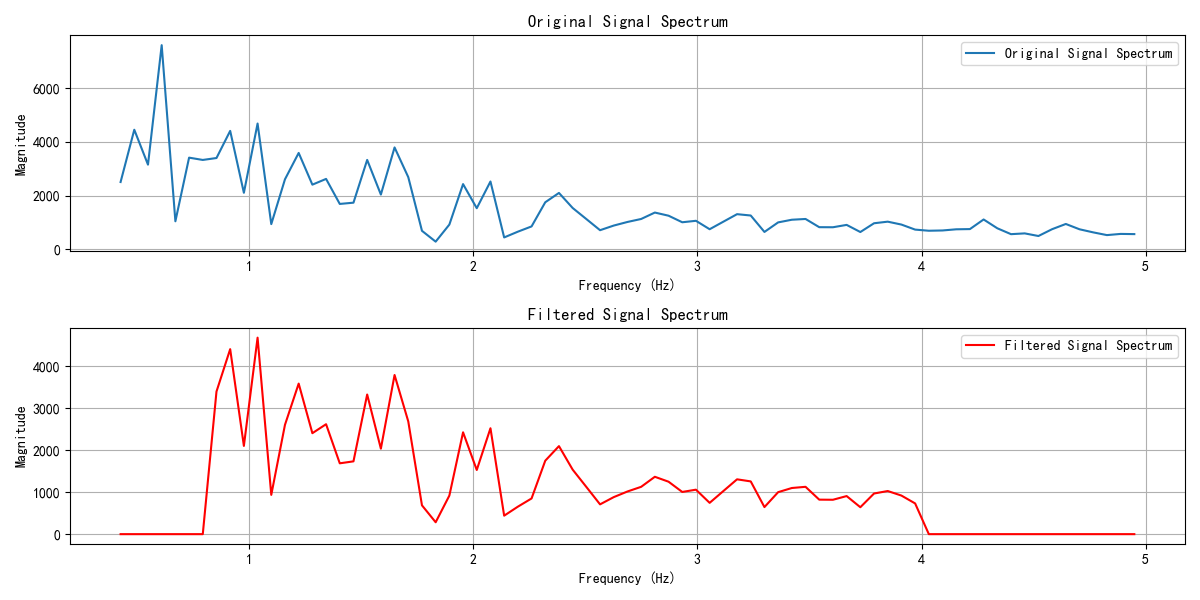 Original Signal Spectrum
Original Signal Spectrum
6000
4000
2000
0
Magnitude
1 2 3 4 5
Frequency (Hz)
Filtered Signal Spectrum
Filtered Signal Spectrum
4000
3000
2000
1000
0
Magnitude
1 2 3 4 5
Frequency (Hz)